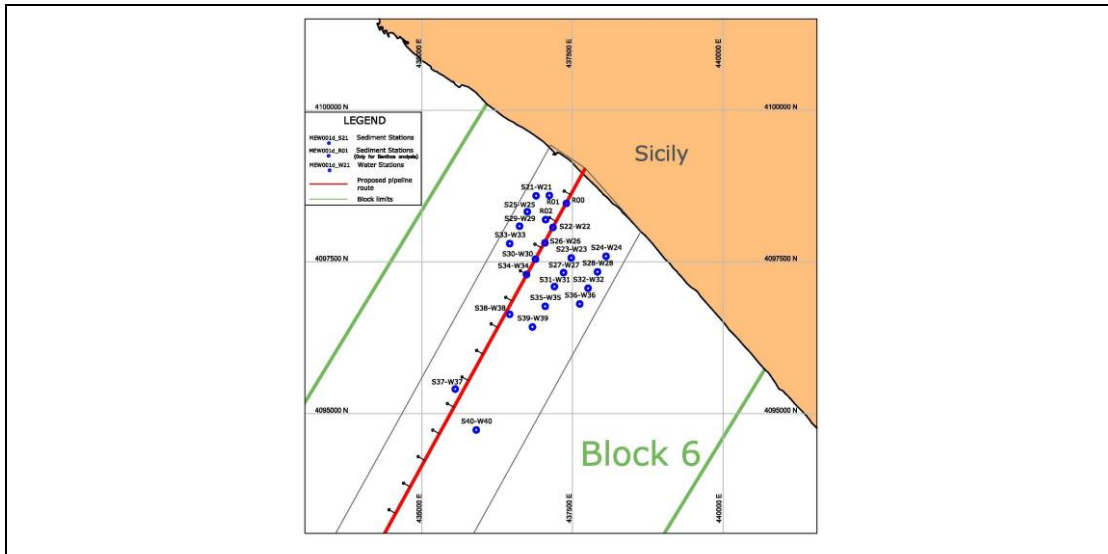 435000 E
437500 E
440000 E
4100000 N
4100000 N
LEGEND
MEW001d_S21 Sediment Stations
MEW001d_R01 Sediment Stations
(Only for Benthos analysis)
MEW001d_W21 Water Stations
Proposed pipeline
route
Block limits
Sicily
S21-W21
R01
R00
S25-W25
R02
S29-W29
S22-W22
S33-W33
S26-W26
S24-W24
S23-W23
S30-W30
4097500 N
4097500 N
S27-W27
S28-W28
S34-W34
S31-W31
S32-W32
S36-W36
S35-W35
S38-W38
S39-W39
S37-W37
4095000 N
4095000 N
S40-W40
Block 6
435000 E
437500 E
440000 E